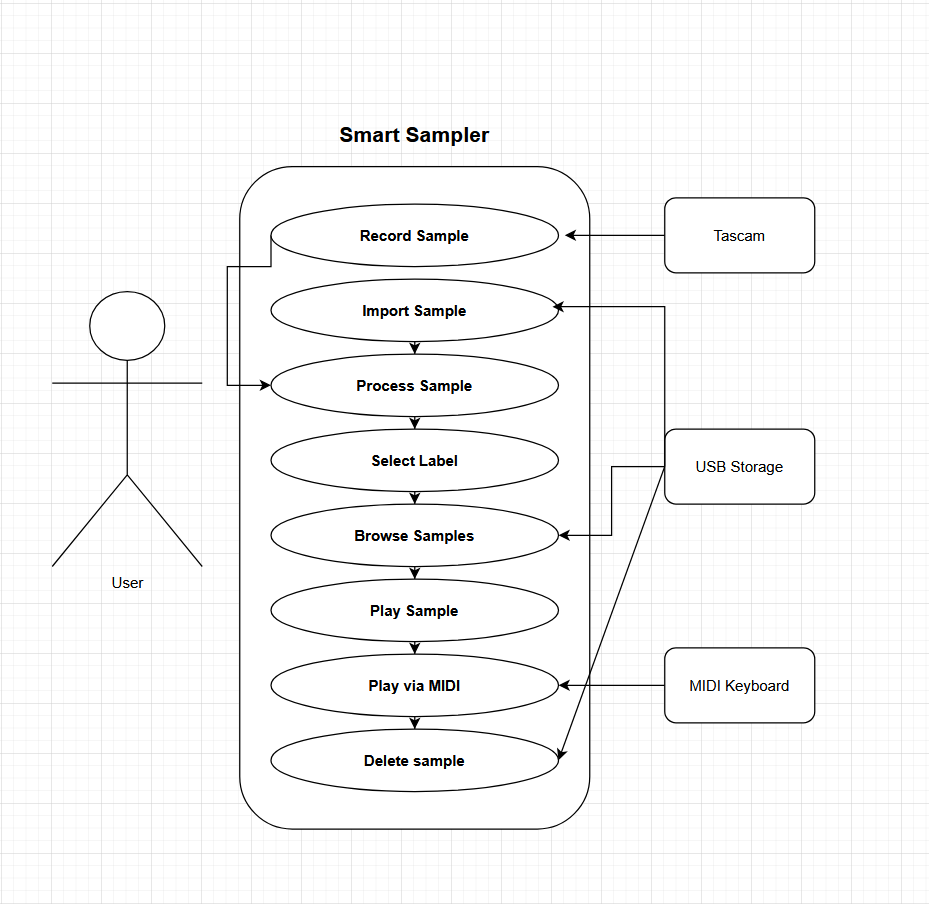 Smart Sampler
Record Sample
Tascam
Import Sample
Process Sample
Select Label
USB Storage
Browse Samples
User
Play Sample
Play via MIDI
MIDI Keyboard
Delete sample